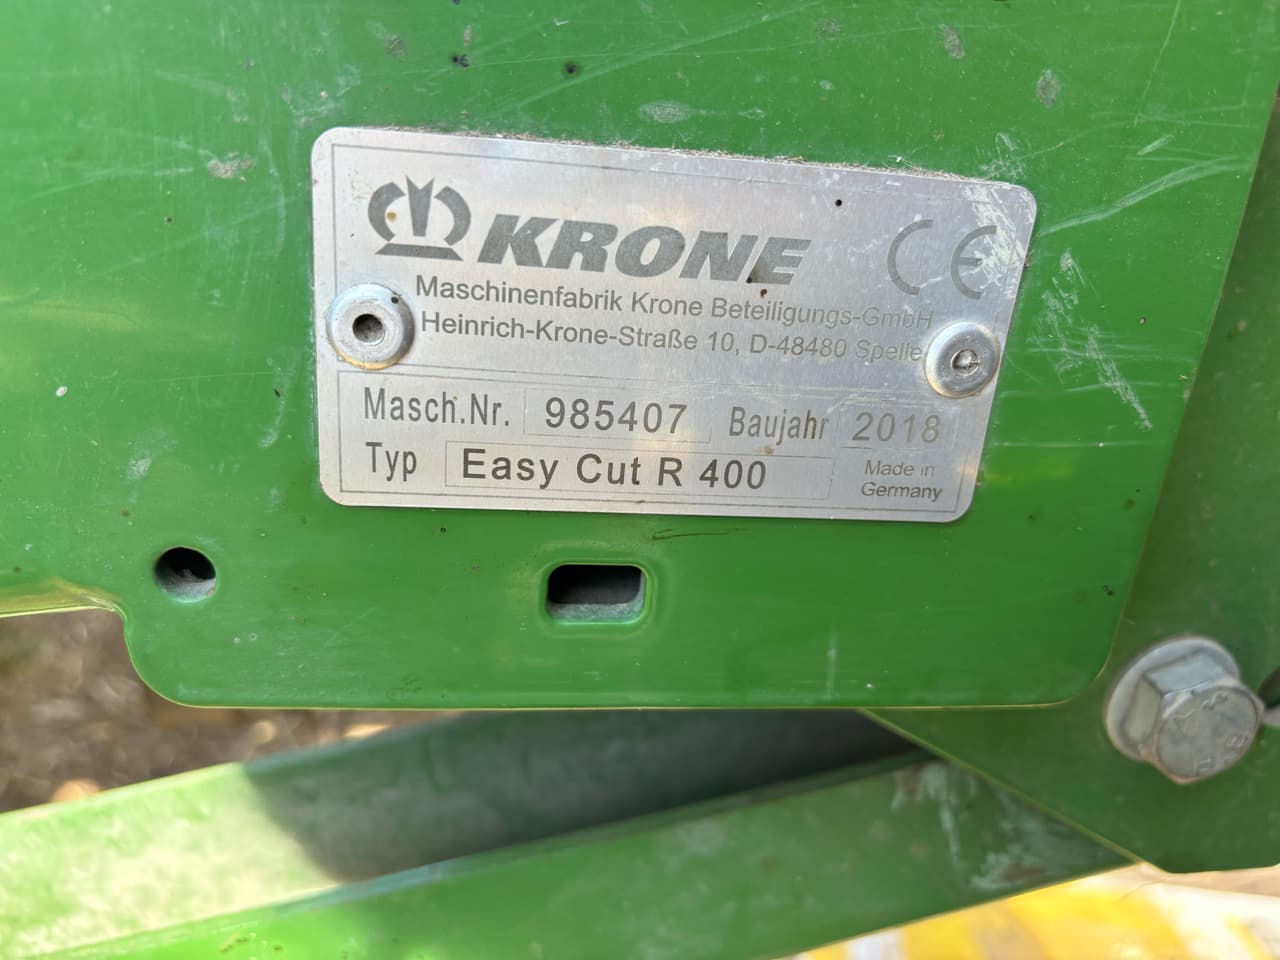 KRONE
CE
Maschinenfabrik Krone Beteiligungs-GmbH
Heinrich-Krone-Straße 10, D-48480 Spelle
Masch.Nr. 985407 Baujahr 2018
Typ Easy Cut R 400
Made in
Germany